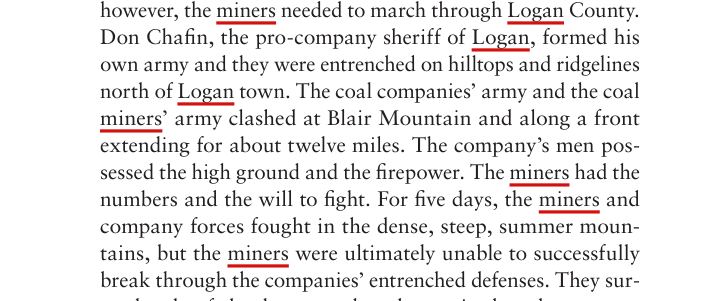 however, the miners needed to march through Logan County.
Don Chafin, the pro-company sheriff of Logan, formed his
own army and they were entrenched on hilltops and ridgelines
north of Logan town. The coal companies’ army and the coal
miners’ army clashed at Blair Mountain and along a front
extending for about twelve miles. The company’s men pos-
sessed the high ground and the firepower. The miners had the
numbers and the will to fight. For five days, the miners and
company forces fought in the dense, steep, summer moun-
tains, but the miners were ultimately unable to successfully
break through the companies’ entrenched defenses. They sur-